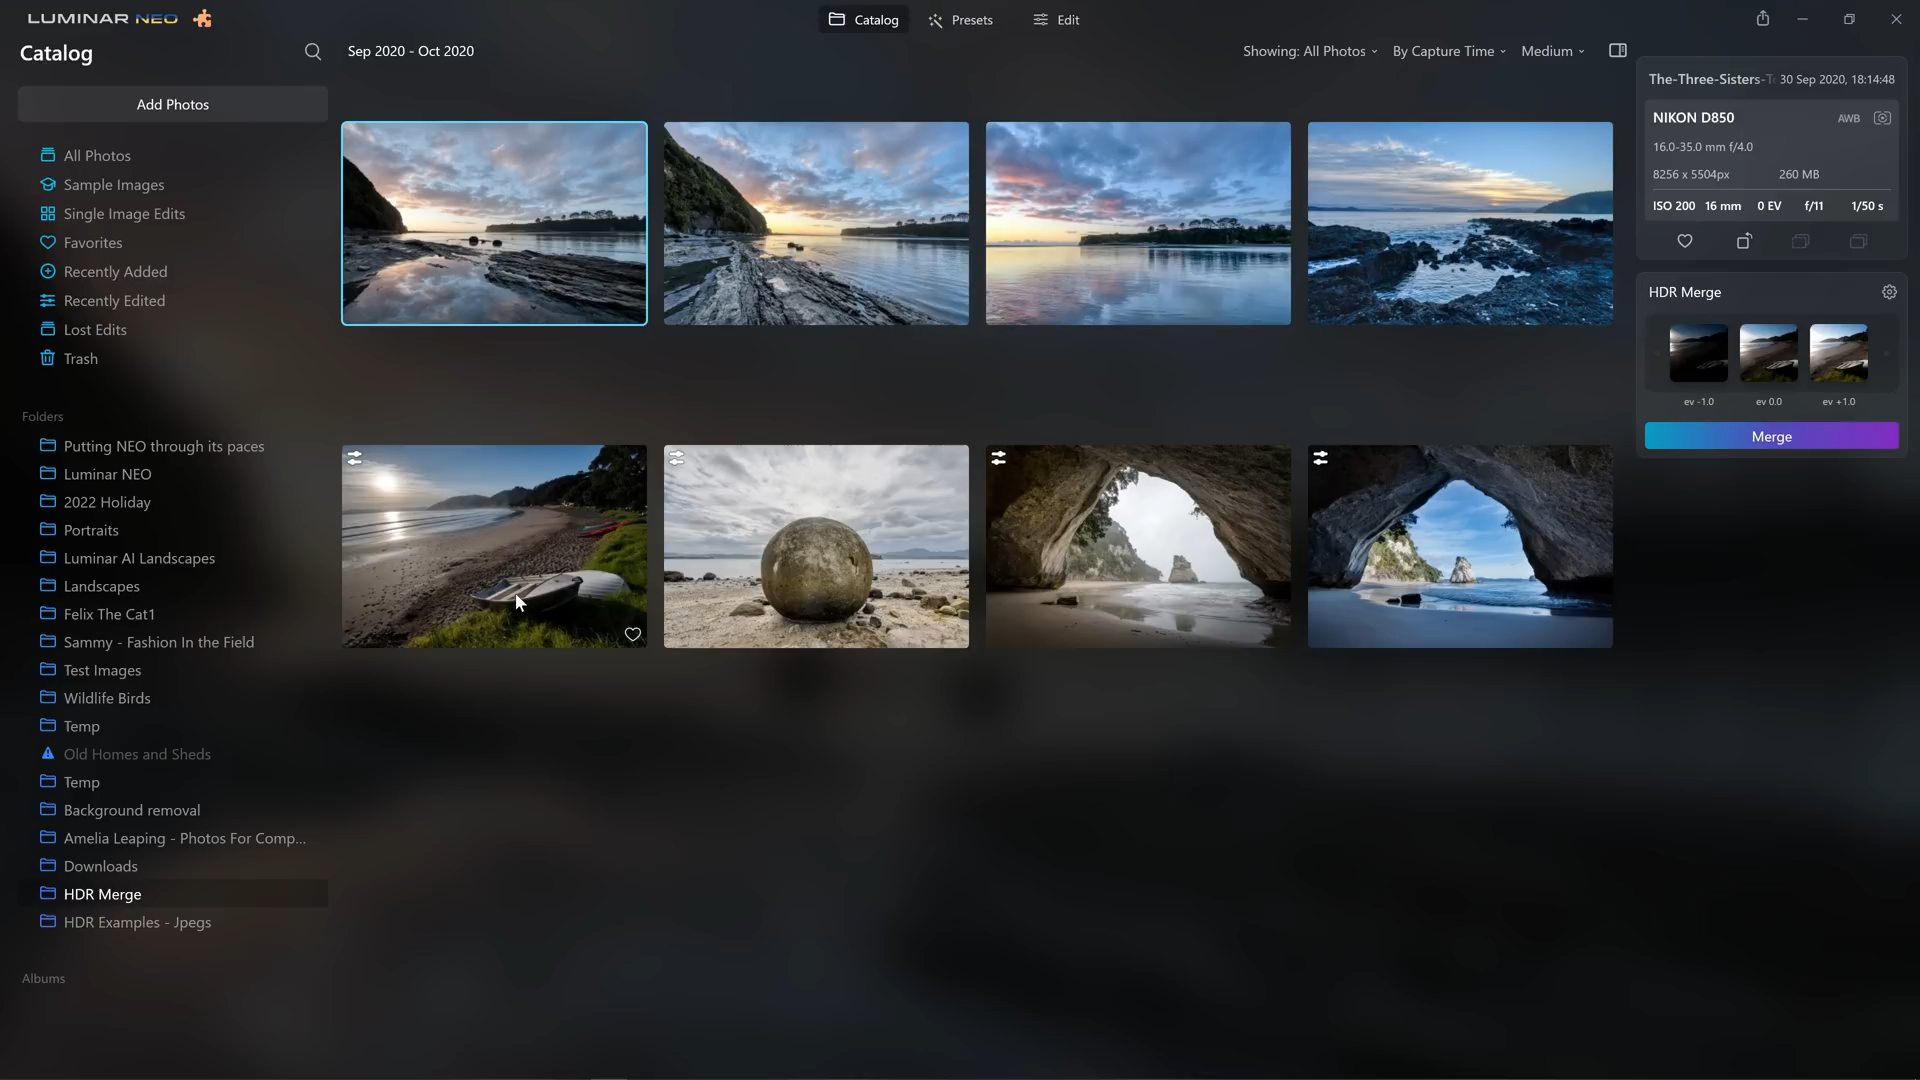 LUMINAR NEO
Catalog
Presets
Edit
Catalog
Sep 2020 - Oct 2020
Showing: All Photos
By Capture Time
Medium
Add Photos
All Photos
Sample Images
Single Image Edits
Favorites
Recently Added
Recently Edited
Lost Edits
Trash
Folders
Putting NEO through its paces
Luminar NEO
2022 Holiday
Portraits
Luminar AI Landscapes
Landscapes
Felix The Cat1
Sammy - Fashion In the Field
Test Images
Wildlife Birds
Temp
Old Homes and Sheds
Temp
Background removal
Amelia Leaping - Photos For Comp...
Downloads
HDR Merge
HDR Examples - Jpegs
Albums
The-Three-Sisters- 30 Sep 2020, 18:14:48
NIKON D850 AWB
16.0-35.0 mm f/4.0
8256 x 5504px 260 MB
ISO 200 16 mm 0 EV f/11 1/50 s
HDR Merge
ev -1.0 ev 0.0 ev +1.0
Merge